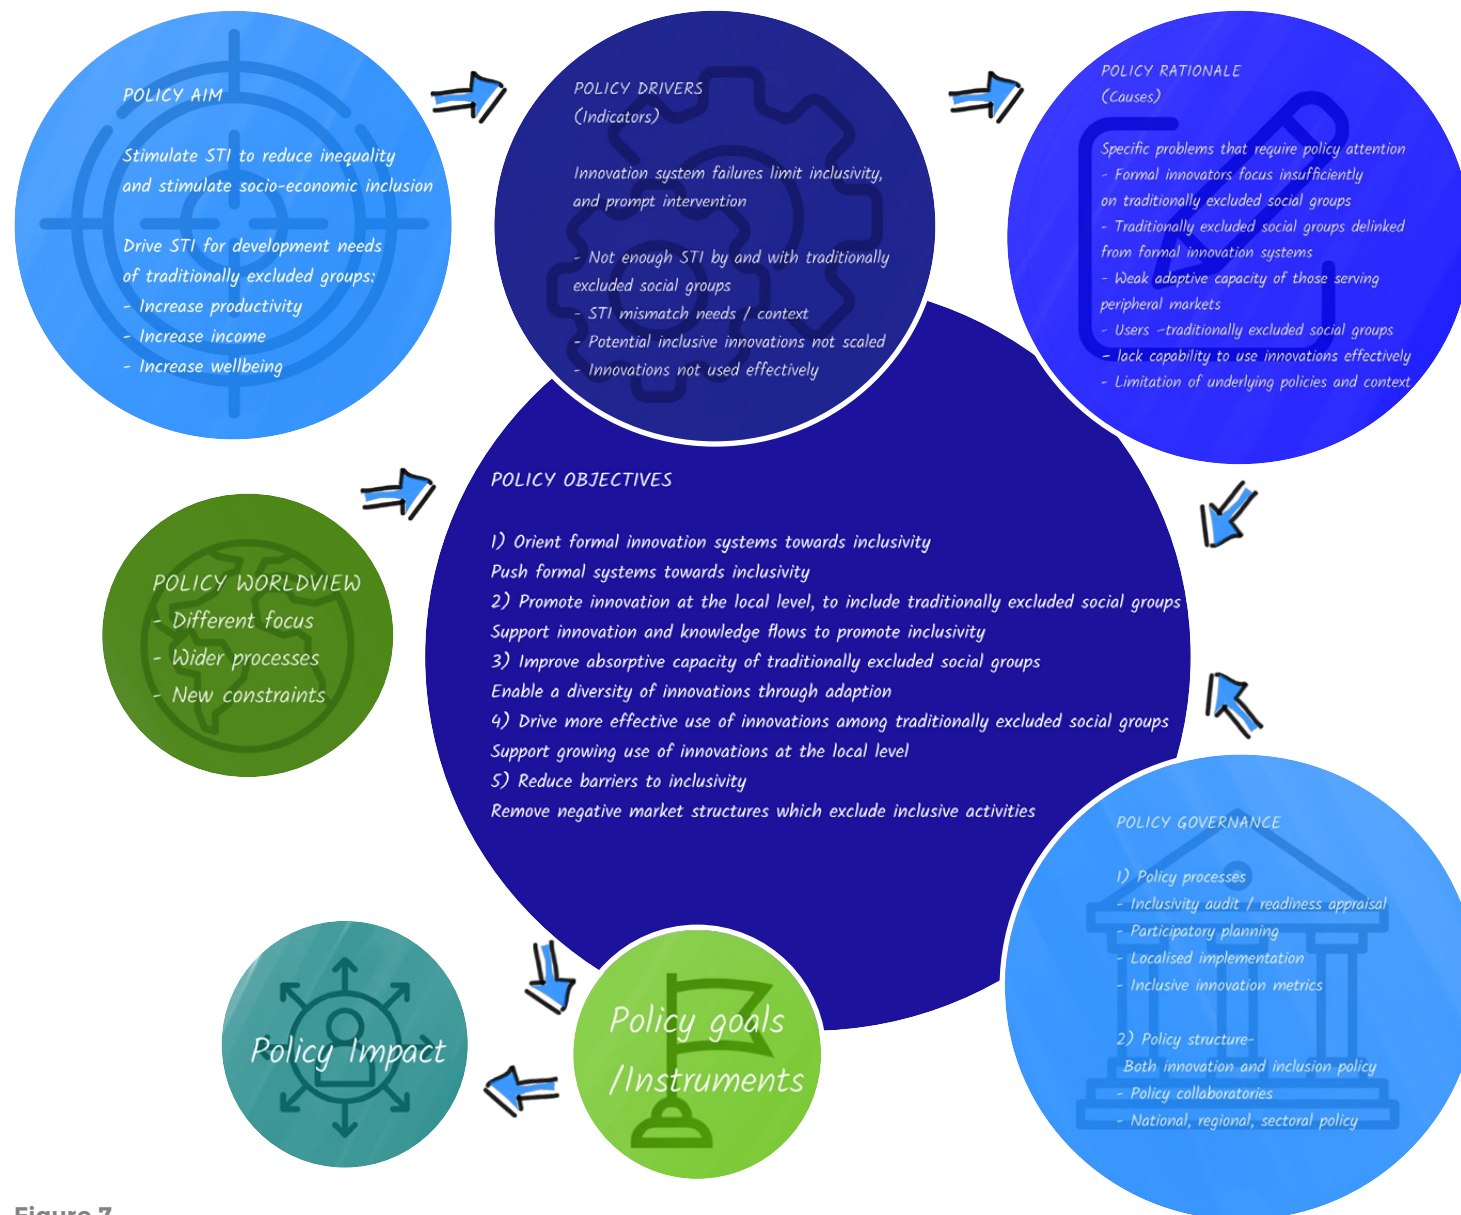 POLICY AIM
Stimulate STI to reduce inequality
and stimulate socio-economic inclusion
Drive STI for development needs
of traditionally excluded groups:
- Increase productivity
- Increase income
- Increase wellbeing
POLICY DRIVERS
(Indicators)
Innovation system failures limit inclusivity,
and prompt intervention
- Not enough STI by and with traditionally
excluded social groups
- STI mismatch needs / context
- Potential inclusive innovations not scaled
- Innovations not used effectively
POLICY RATIONALE
(Causes)
Specific problems that require policy attention
- Formal innovators focus insufficiently
on traditionally excluded social groups
- Traditionally excluded social groups delinked
from formal innovation systems
- Weak adaptive capacity of those serving
peripheral markets
- Users –traditionally excluded social groups
– lack capability to use innovations effectively
- Limitation of underlying policies and context
POLICY WORLDVIEW
- Different focus
- Wider processes
- New constraints
POLICY OBJECTIVES
1) Orient formal innovation systems towards inclusivity
Push formal systems towards inclusivity
2) Promote innovation at the local level, to include traditionally excluded social groups
Support innovation and knowledge flows to promote inclusivity
3) Improve absorptive capacity of traditionally excluded social groups
Enable a diversity of innovations through adaption
4) Drive more effective use of innovations among traditionally excluded social groups
Support growing use of innovations at the local level
5) Reduce barriers to inclusivity
Remove negative market structures which exclude inclusive activities
POLICY GOVERNANCE
1) Policy processes
- Inclusivity audit / readiness appraisal
- Participatory planning
- Localised implementation
- Inclusive innovation metrics
2) Policy structure-
Both innovation and inclusion policy
- Policy collaboratories
- National, regional, sectoral policy
Policy Impact
Policy goals
/Instruments
Figure 7